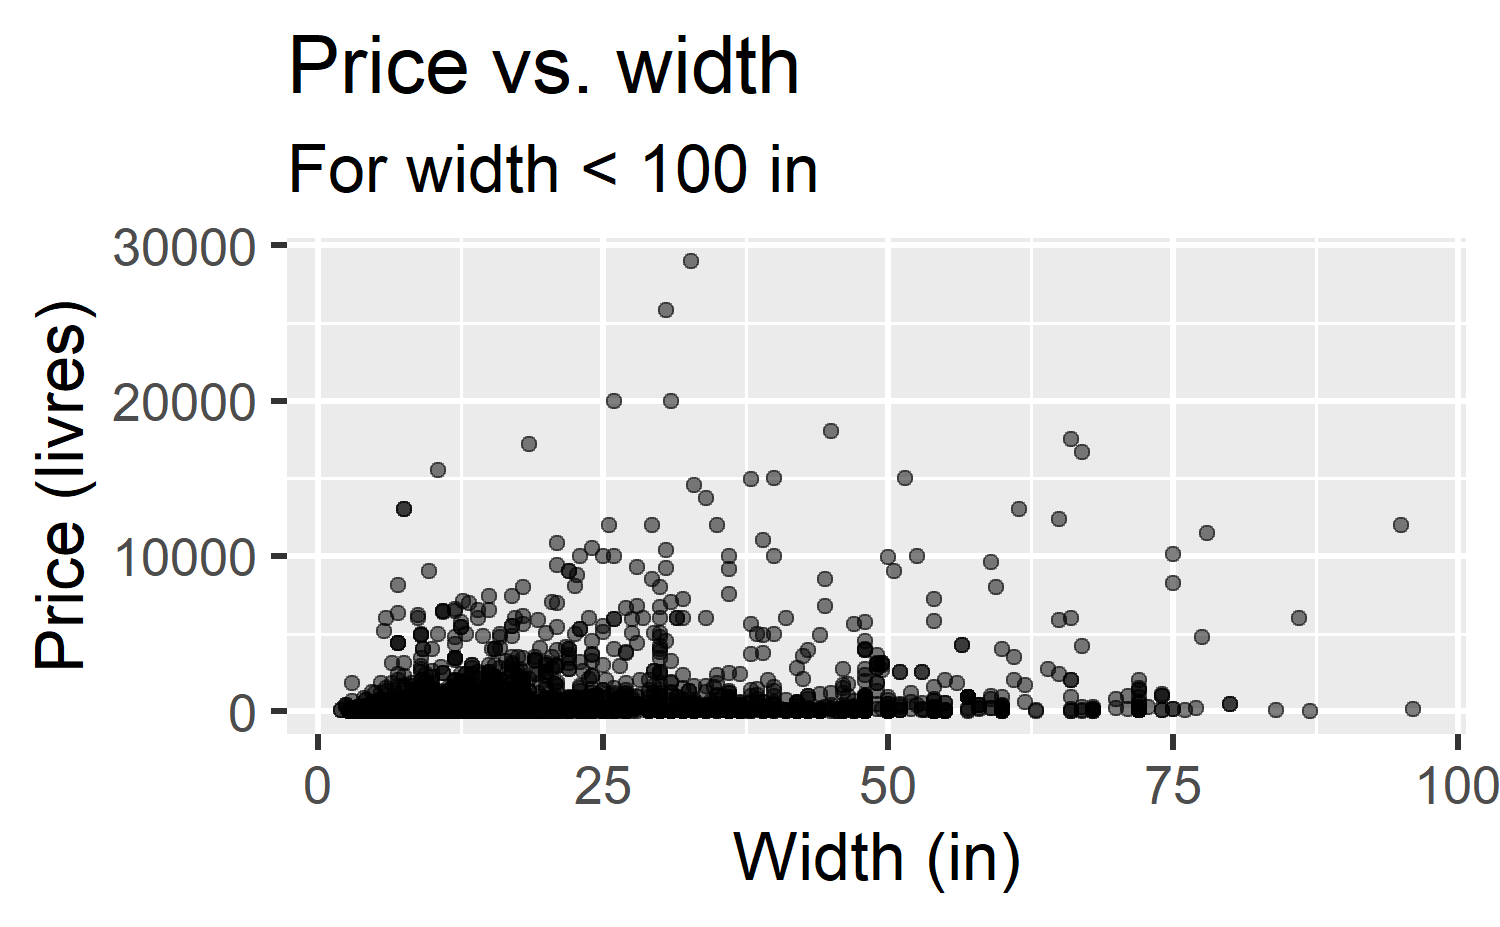 Price vs. width
For width < 100 in
Price (livres)
30000
20000
10000
0
0 25 50 75 100
Width (in)